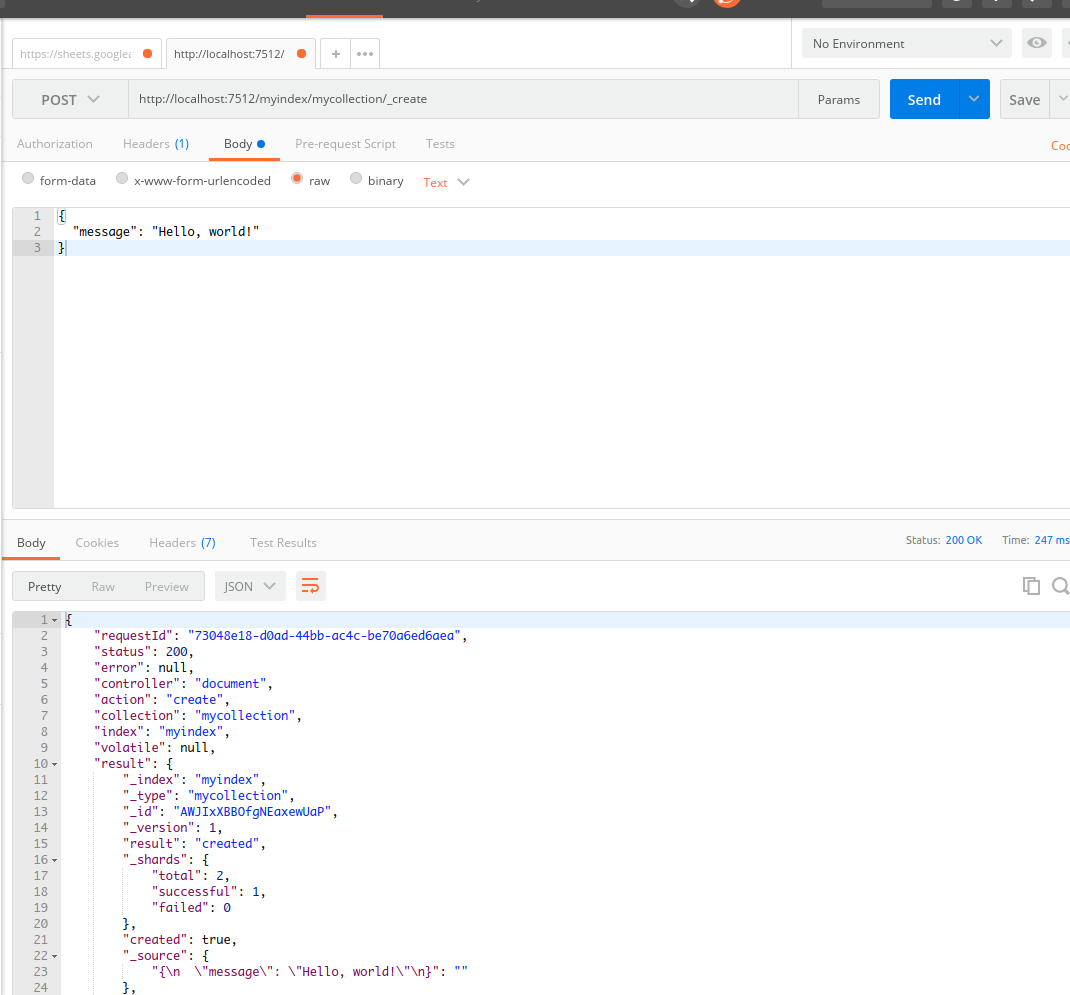 https://sheets.google
http://localhost:7512/
+
•••
No Environment
POST
http://localhost:7512/myindex/mycollection/_create
Params
Send
Save
Authorization
Headers (1)
Body
Pre-request Script
Tests
form-data
x-www-form-urlencoded
raw
binary
Text
1 {
2 "message": "Hello, world!"
3 }
Body
Cookies
Headers (7)
Test Results
Status: 200 OK
Time: 247 ms
Pretty
Raw
Preview
JSON
1 {
2 "requestId": "73048e18-d0ad-44bb-ac4c-be70a6ed6aea",
3 "status": 200,
4 "error": null,
5 "controller": "document",
6 "action": "create",
7 "collection": "mycollection",
8 "index": "myindex",
9 "volatile": null,
10 "result": {
11 "_index": "myindex",
12 "_type": "mycollection",
13 "_id": "AWJIxXBBOfgNEaxewUaP",
14 "_version": 1,
15 "result": "created",
16 "_shards": {
17 "total": 2,
18 "successful": 1,
19 "failed": 0
20 },
21 "created": true,
22 "_source": {
23 "{\n  \"message\": \"Hello, world!\"\n}": ""
24 },